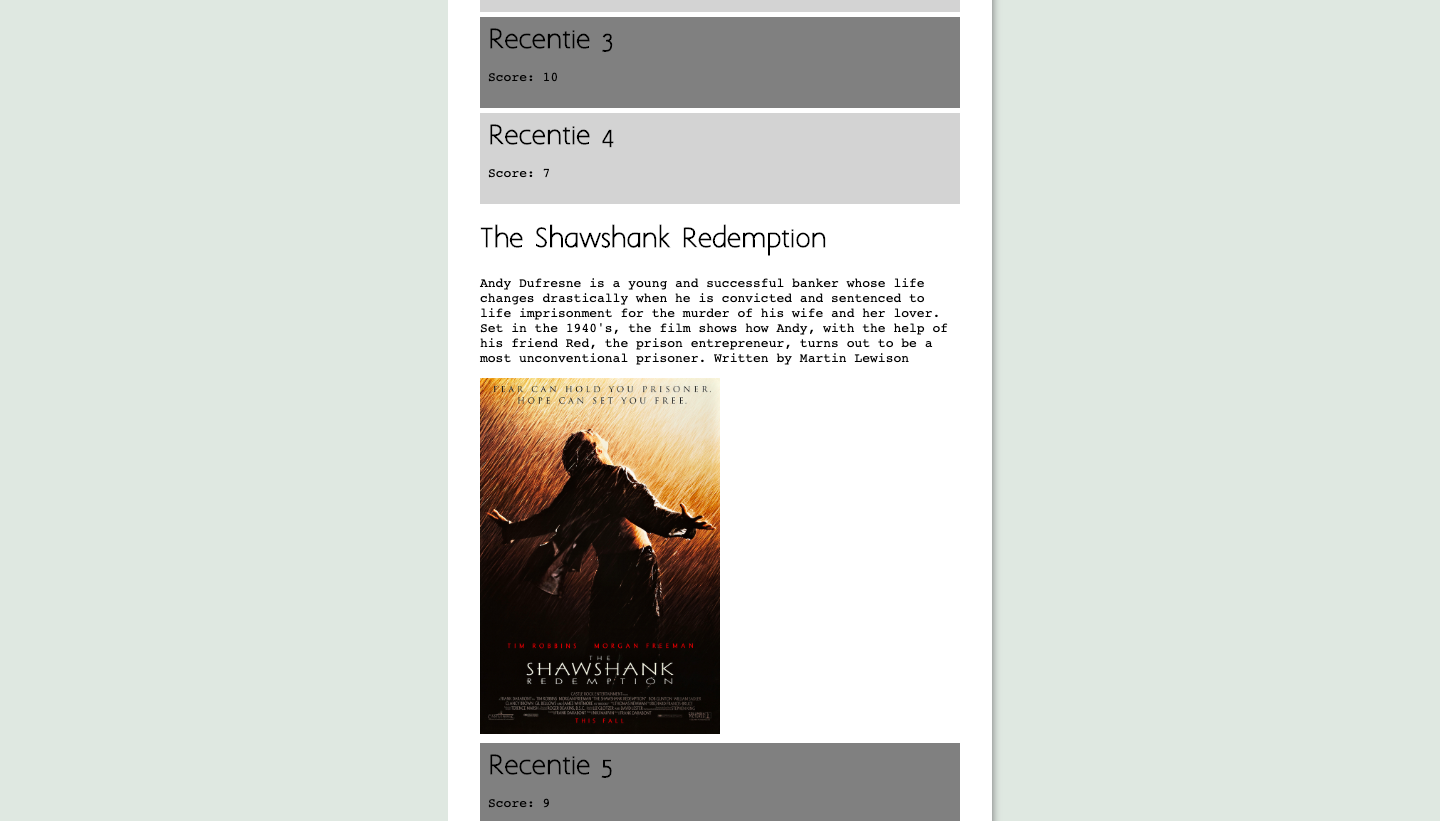 Recentie 3
Score: 10
Recentie 4
Score: 7
The Shawshank Redemption
Andy Dufresne is a young and successful banker whose life
changes drastically when he is convicted and sentenced to
life imprisonment for the murder of his wife and her lover.
Set in the 1940's, the film shows how Andy, with the help of
his friend Red, the prison entrepreneur, turns out to be a
most unconventional prisoner. Written by Martin Lewison
FEAR CAN HOLD YOU PRISONER.
HOPE CAN SET YOU FREE.
TIM ROBBINS MORGAN FREEMAN
THE
SHAWSHANK
REDEMPTION
THIS FALL
Recentie 5
Score: 9